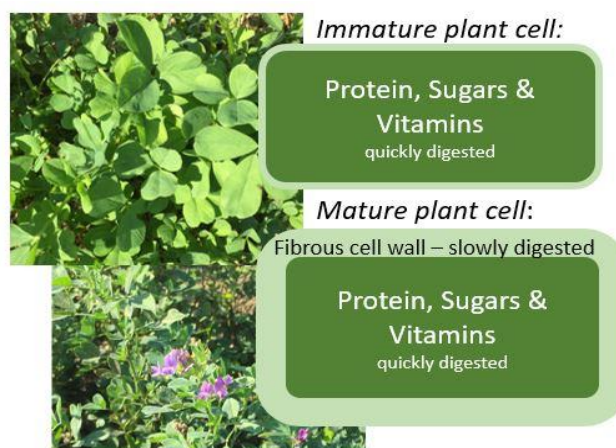 Immature plant cell:
Protein, Sugars &
Vitamins
quickly digested
Mature plant cell:
Fibrous cell wall – slowly digested
Protein, Sugars &
Vitamins
quickly digested